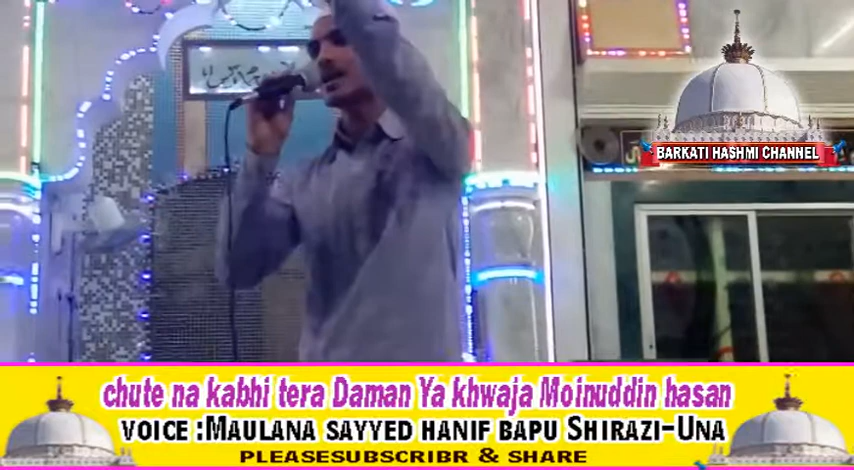 BARKATI HASHMI CHANNEL
chute na kabhi tera Daman Ya khwaja Moinuddin hasan
VOICE :MAULANA SAYYED HANIF BAPU SHIRAZI-UNA
PLEASESUBSCRIBR & SHARE